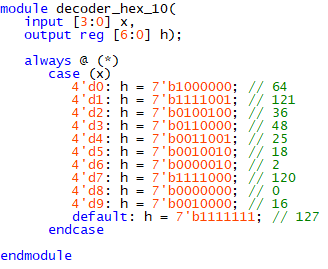 module decoder_hex_10(
input [3:0] x,
output reg [6:0] h);
always @ (*)
case (x)
4'd0: h = 7'b1000000; // 64
4'd1: h = 7'b1111001; // 121
4'd2: h = 7'b0100100; // 36
4'd3: h = 7'b0110000; // 48
4'd4: h = 7'b0011001; // 25
4'd5: h = 7'b0010010; // 18
4'd6: h = 7'b0000010; // 2
4'd7: h = 7'b1111000; // 120
4'd8: h = 7'b0000000; // 0
4'd9: h = 7'b0010000; // 16
default: h = 7'b1111111; // 127
endcase
endmodule